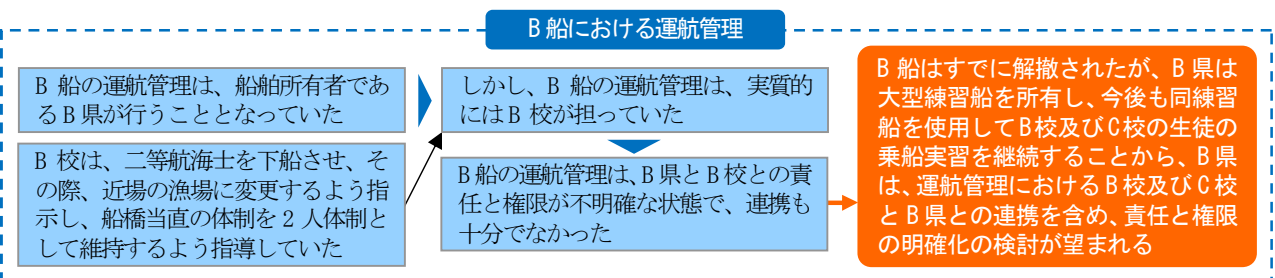 B 船における運航管理
B 船の運航管理は、船舶所有者であ
るB県が行うこととなっていた
B 校は、二等航海士を下船させ、そ
の際、近場の漁場に変更するよう指
示し、船橋当直の体制を2人体制と
して維持するよう指導していた
しかし、B 船の運航管理は、実質的
にはB 校が担っていた
B船の運航管理は、B県とB校との責
任と権限が不明確な状態で、連携も
十分でなかった
B 船はすでに解撤されたが、B県は
大型練習船を所有し、今後も同練習
船を使用してB校及びC校の生徒の
乗船実習を継続することから、B県
は、運航管理におけるB校及びC校
とB県との連携を含め、責任と権限
の明確化の検討が望まれる